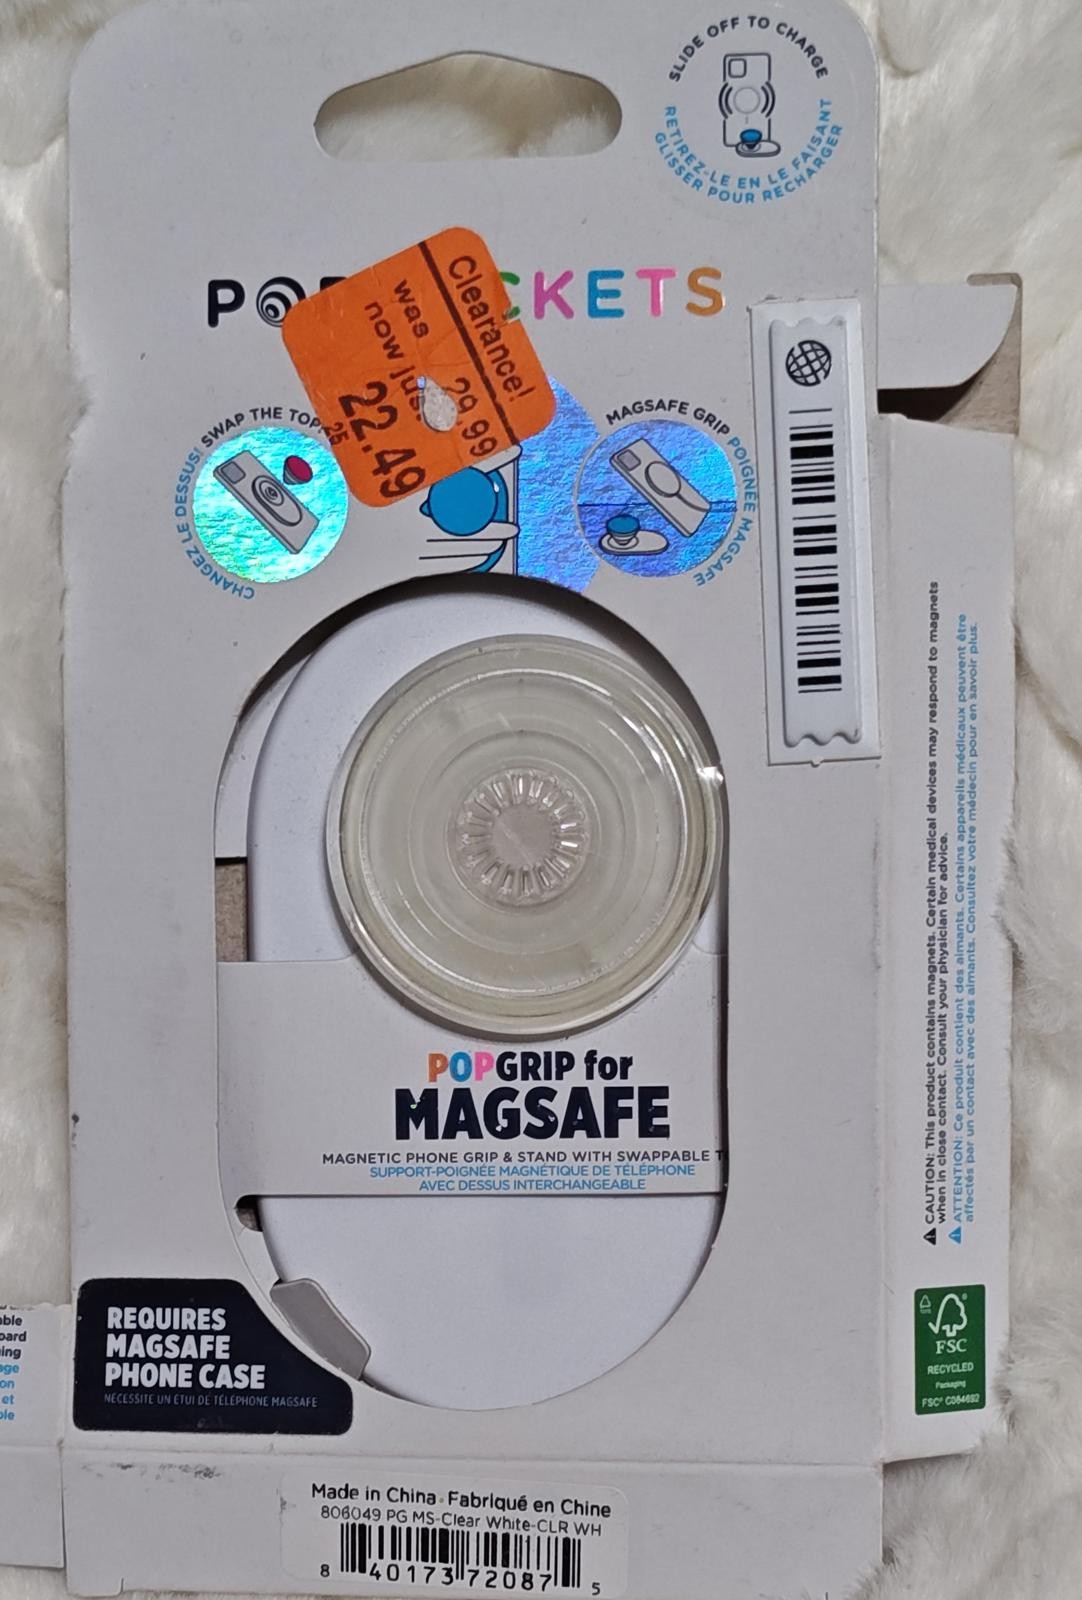 SLIDE OFF TO CHARGE
RETIREZ-LE EN LE FAISANT
GLISSER POUR RECHARGER
PO
CKETS
Clearance!
was 29.99
now jus
22.49
25
SWAP THE TOP
CHANGEZ LE DESSUS!
MAGSAFE GRIP
POIGNÉE MAGSAFE
POPGRIP for
MAGSAFE
MAGNETIC PHONE GRIP & STAND WITH SWAPPABLE T
SUPPORT-POIGNÉE MAGNÉTIQUE DE TÉLÉPHONE
AVEC DESSUS INTERCHANGEABLE
REQUIRES
MAGSAFE
PHONE CASE
NÉCESSITE UN ÉTUI DE TÉLÉPHONE MAGSAFE
CAUTION: This product contains magnets. Certain medical devices may respond to magnets
when in close contact. Consult your physician for advice.
ATTENTION: Ce produit contient des aimants. Certains appareils médicaux peuvent être
affectés par un contact avec des aimants. Consultez votre médecin pour en savoir plus.
FSC
RECYCLED
Packaging
FSC® C084692
Made in China · Fabriqué en Chine
806049 PG MS-Clear White-CLR WH
8 40173 72087 5